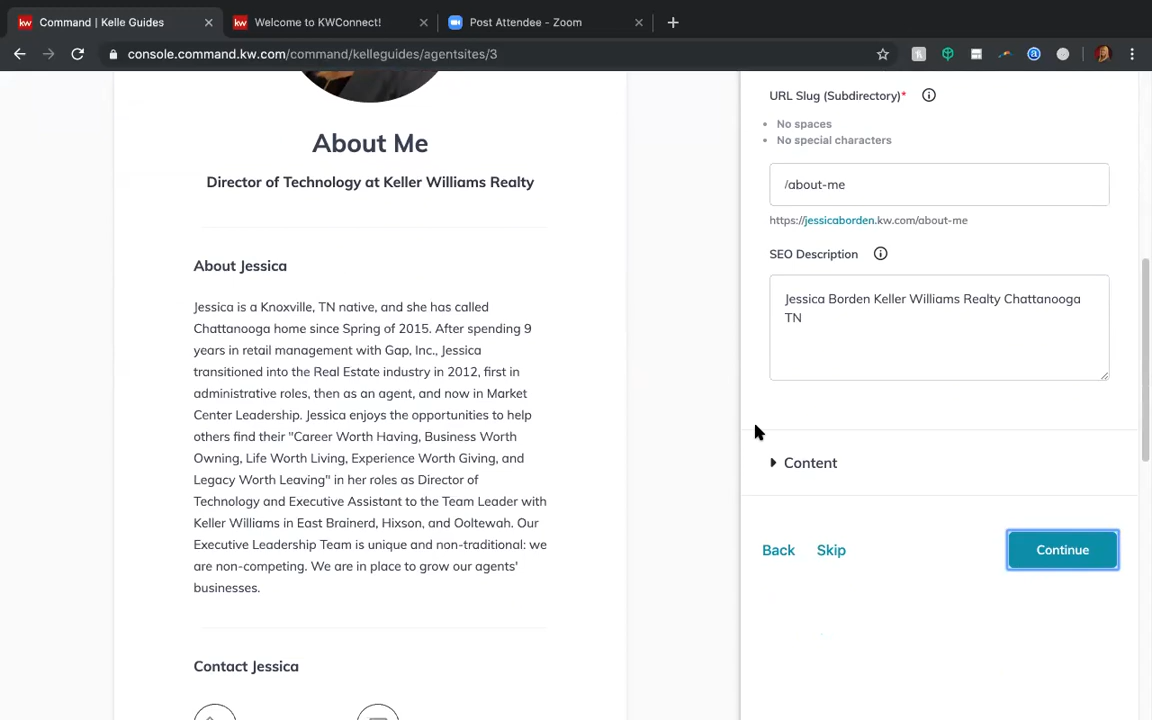 kw Command | Kelle Guides
kw Welcome to KWConnect!
Post Attendee - Zoom
console.command.kw.com/command/kelleguides/agentsites/3
About Me
Director of Technology at Keller Williams Realty
About Jessica
Jessica is a Knoxville, TN native, and she has called
Chattanooga home since Spring of 2015. After spending 9
years in retail management with Gap, Inc., Jessica
transitioned into the Real Estate industry in 2012, first in
administrative roles, then as an agent, and now in Market
Center Leadership. Jessica enjoys the opportunities to help
others find their "Career Worth Having, Business Worth
Owning, Life Worth Living, Experience Worth Giving, and
Legacy Worth Leaving" in her roles as Director of
Technology and Executive Assistant to the Team Leader with
Keller Williams in East Brainerd, Hixson, and Ooltewah. Our
Executive Leadership Team is unique and non-traditional: we
are non-competing. We are in place to grow our agents'
businesses.
Contact Jessica
URL Slug (Subdirectory)*
No spaces
No special characters
/about-me
https://jessicaborden.kw.com/about-me
SEO Description
Jessica Borden Keller Williams Realty Chattanooga
TN
Content
Back
Skip
Continue